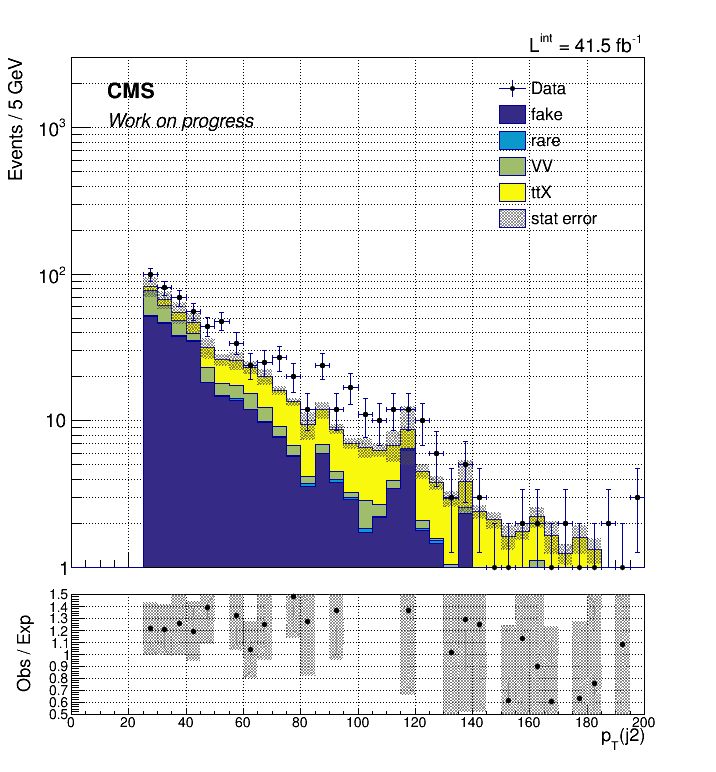 L^int = 41.5 fb^-1
Events / 5 GeV
CMS
Work on progress
Data
fake
rare
VV
ttX
stat error
10^3
10^2
10
1
Obs / Exp
1.5
1.4
1.3
1.2
1.1
1
0.9
0.8
0.7
0.6
0.5
0 20 40 60 80 100 120 140 160 180 200
p_T(j2)